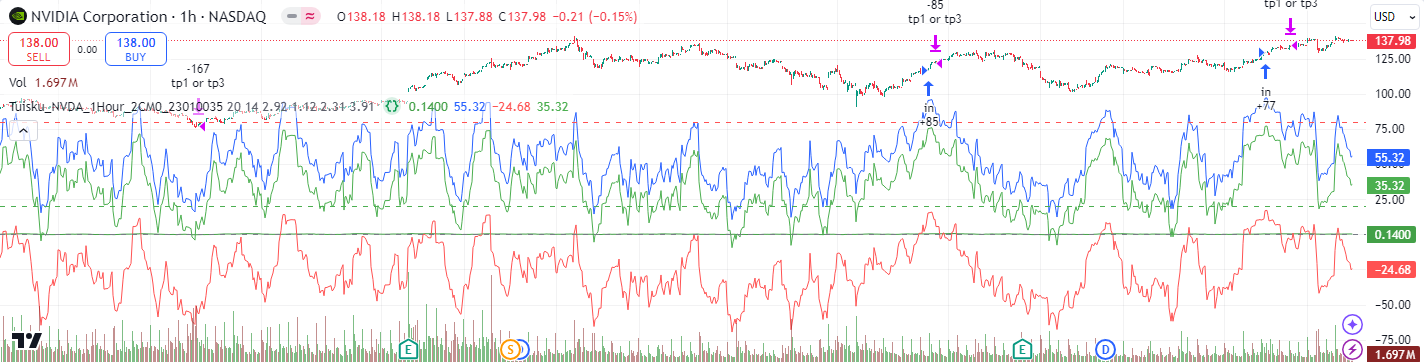 NVIDIA Corporation · 1h · NASDAQ O138.18 H138.18 L137.88 C137.98 −0.21 (−0.15%)
USD
138.00 SELL 0.00 138.00 BUY
Vol 1.697M
Tuisku_NVDA_1Hour_2CM0_23010035 20 14 2.92 1.12 2.31 3.91 0.1400 55.32 −24.68 35.32
-167
tp1 or tp3
-85
tp1 or tp3
tp1 or tp3
in
+85
in
+77
137.98
125.00
100.00
75.00
55.32
35.32
25.00
0.1400
−24.68
−50.00
−75.00
1.697M
E
S
E
D